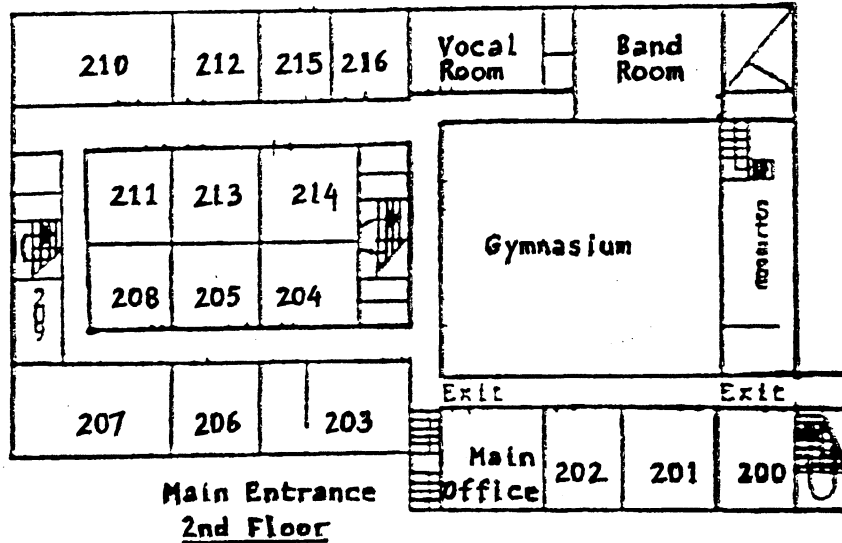 210
212
215
216
Vocal
Room
Band
Room
211
213
214
Gymnasium
208
205
204
209
207
206
203
Exit
Exit
Main
Office
202
201
200
Main Entrance
2nd Floor